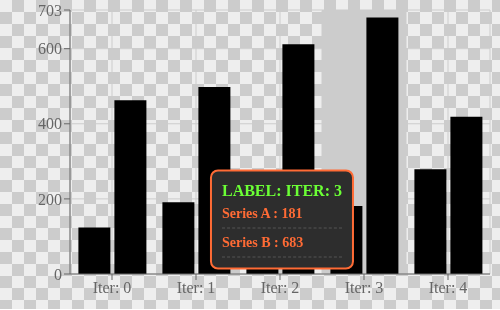 703
600
400
200
0
LABEL: ITER: 3
Series A : 181
Series B : 683
Iter: 0 Iter: 1 Iter: 2 Iter: 3 Iter: 4